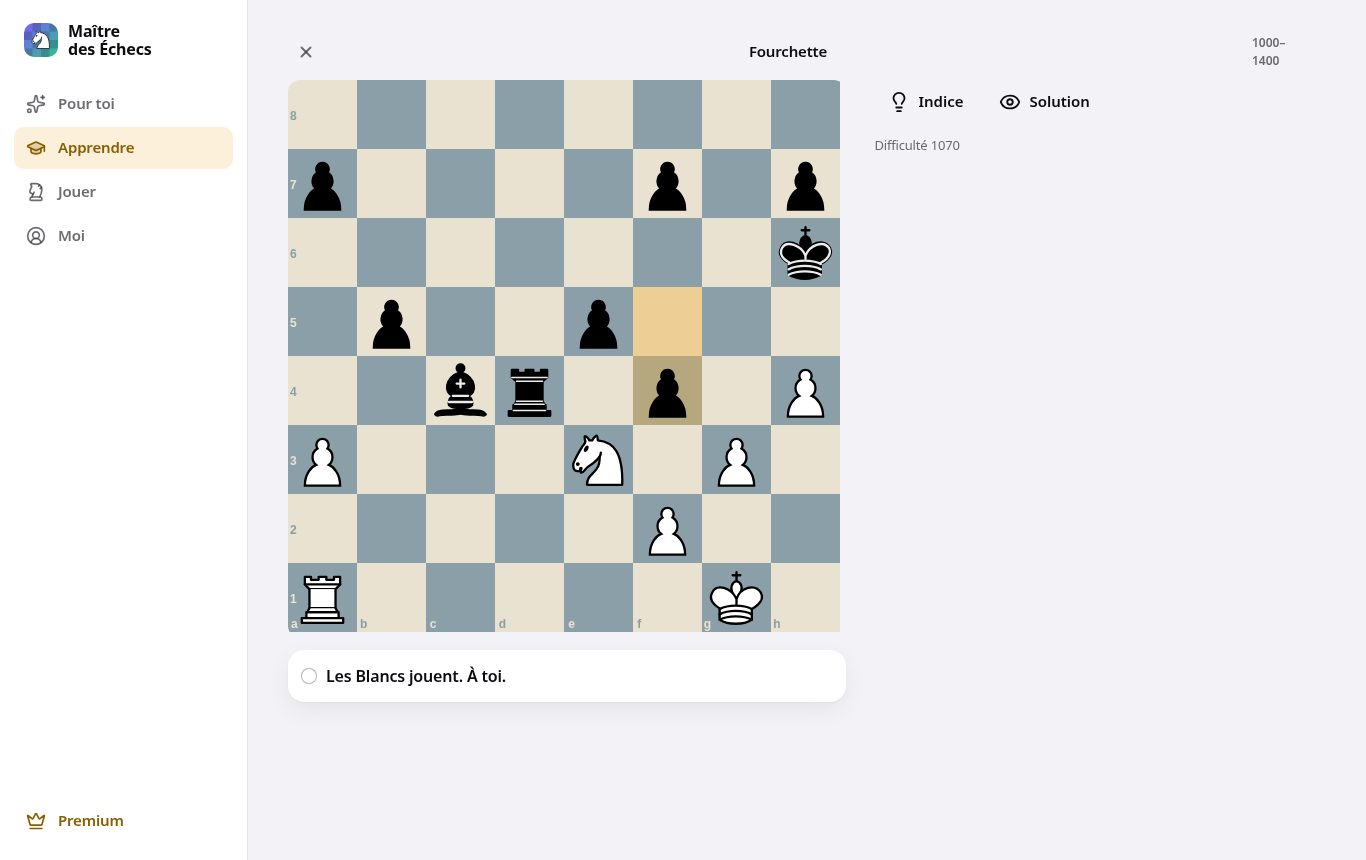 Maître
des Échecs
Pour toi
Apprendre
Jouer
Moi
Premium
Fourchette
1000–
1400
Indice
Solution
Difficulté 1070
8
7
6
5
4
3
2
1
a b c d e f g h
Les Blancs jouent. À toi.